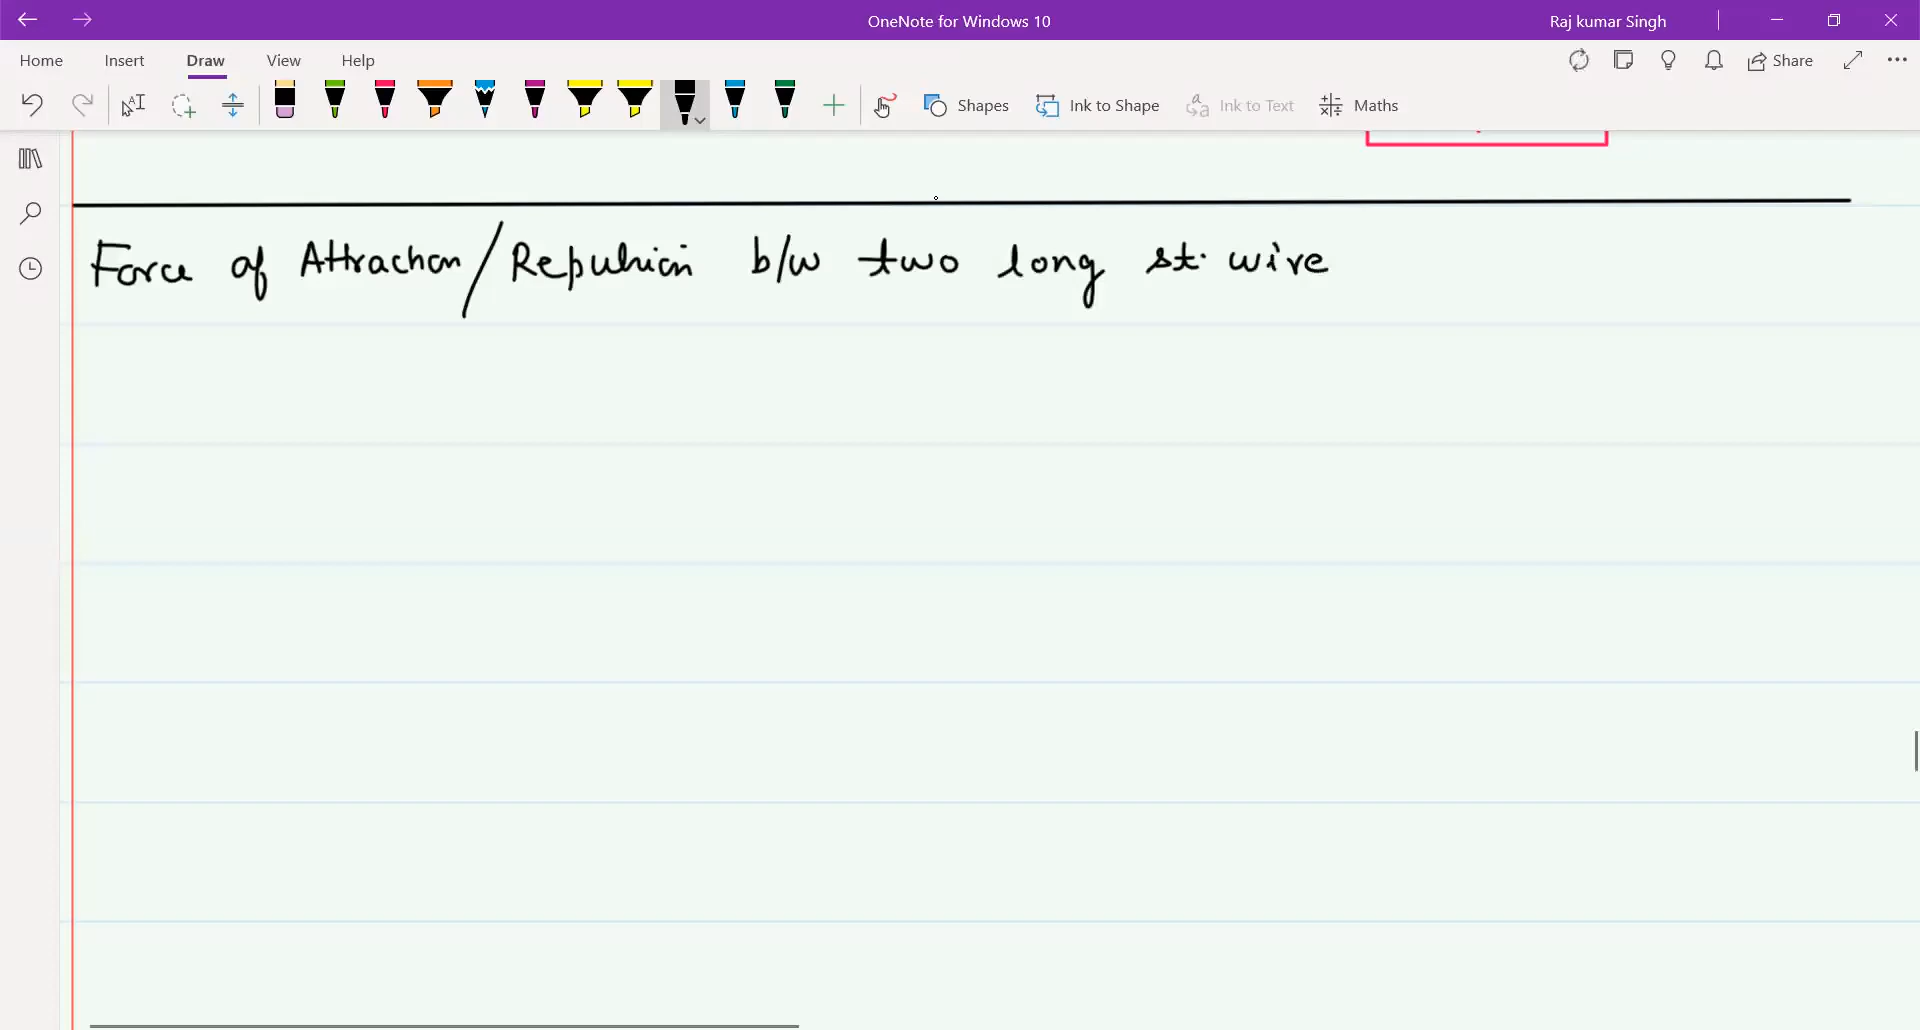 OneNote for Windows 10
Raj kumar Singh
Home Insert Draw View Help
Share
Shapes Ink to Shape Ink to Text Maths
Force of Attraction/Repulsion b/w two long st. wire